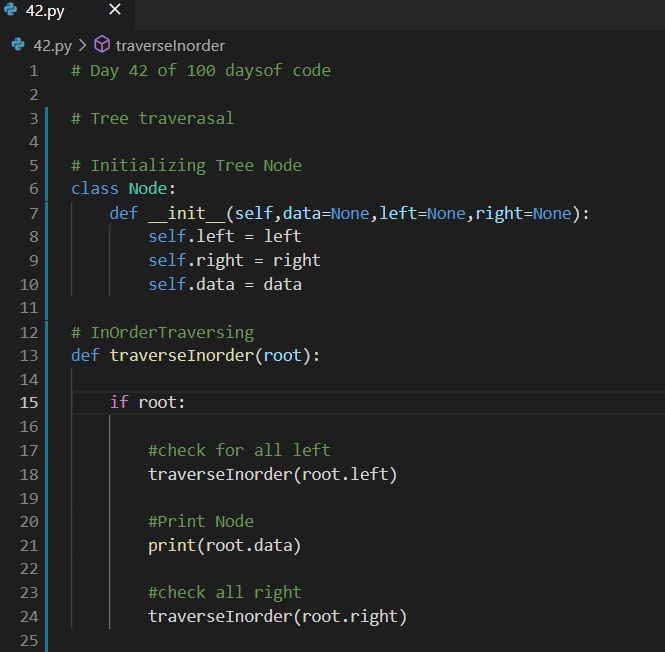 42.py ×
42.py > traverseInorder
1 # Day 42 of 100 daysof code
2
3 # Tree traverasal
4
5 # Initializing Tree Node
6 class Node:
7     def __init__(self,data=None,left=None,right=None):
8         self.left = left
9         self.right = right
10         self.data = data
11
12 # InOrderTraversing
13 def traverseInorder(root):
14
15     if root:
16
17         #check for all left
18         traverseInorder(root.left)
19
20         #Print Node
21         print(root.data)
22
23         #check all right
24         traverseInorder(root.right)
25